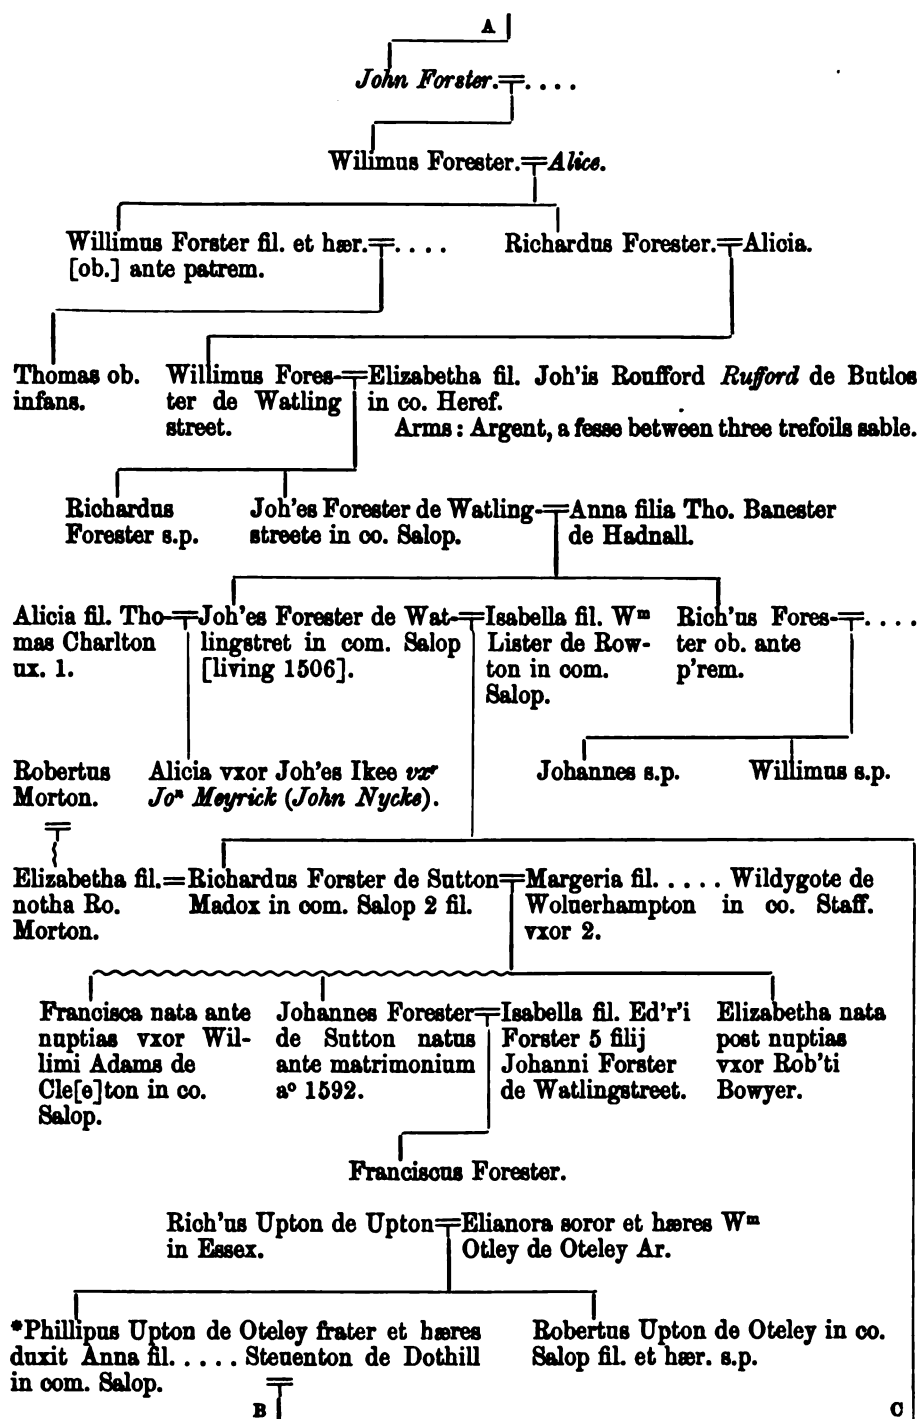 A
John Forster. . . . .
Wilimus Forester. Alice.
Willimus Forster fil. et hær. . . . .
[ob.] ante patrem.
Richardus Forester. Alicia.
Thomas ob.
infans.
Willimus Fores-
ter de Watling
street.
Elizabetha fil. Joh'is Roufford Rufford de Butlos
in co. Heref.
Arms : Argent, a fesse between three trefoils sable.
Richardus
Forester s.p.
Joh'es Forester de Watling-
streete in co. Salop.
Anna filia Tho. Banester
de Hadnall.
Alicia fil. Tho-
mas Charlton
ux. 1.
Joh'es Forester de Wat-
lingstret in com. Salop
[living 1506].
Isabella fil. Wᵐ
Lister de Row-
ton in com.
Salop.
Rich'us Fores-
ter ob. ante
p'rem.
. . . .
Johannes s.p.
Willimus s.p.
Robertus
Morton.
Alicia vxor Joh'es Ikee vxʳ
Joⁿ Meyrick (John Nycke).
Elizabetha fil.
notha Ro.
Morton.
Richardus Forster de Sutton
Madox in com. Salop 2 fil.
Margeria fil. . . . . . Wildygote de
Woluerhampton in co. Staff.
vxor 2.
Francisca nata ante
nuptias vxor Wil-
limi Adams de
Cle[e]ton in co.
Salop.
Johannes Forester
de Sutton natus
ante matrimonium
aº 1592.
Isabella fil. Ed'r'i
Forster 5 filij
Johanni Forster
de Watlingstreet.
Elizabetha nata
post nuptias
vxor Rob'ti
Bowyer.
Franciscus Forester.
Rich'us Upton de Upton
in Essex.
Elianora soror et hæres Wᵐ
Otley de Oteley Ar.
*Phillipus Upton de Oteley frater et hæres
duxit Anna fil. . . . . . Steuenton de Dothill
in com. Salop.
Robertus Upton de Oteley in co.
Salop fil. et hær. s.p.
B
C